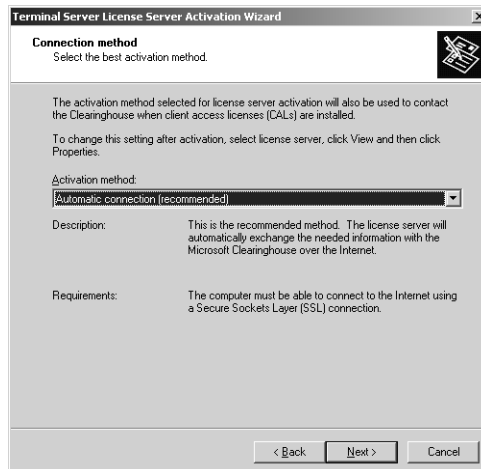 Terminal Server License Server Activation Wizard
Connection method
Select the best activation method.
The activation method selected for license server activation will also be used to contact
the Clearinghouse when client access licenses (CALs) are installed.
To change this setting after activation, select license server, click View and then click
Properties.
Activation method:
Automatic connection (recommended)
Description: This is the recommended method. The license server will
automatically exchange the needed information with the
Microsoft Clearinghouse over the Internet.
Requirements: The computer must be able to connect to the Internet using
a Secure Sockets Layer (SSL) connection.
< Back Next > Cancel